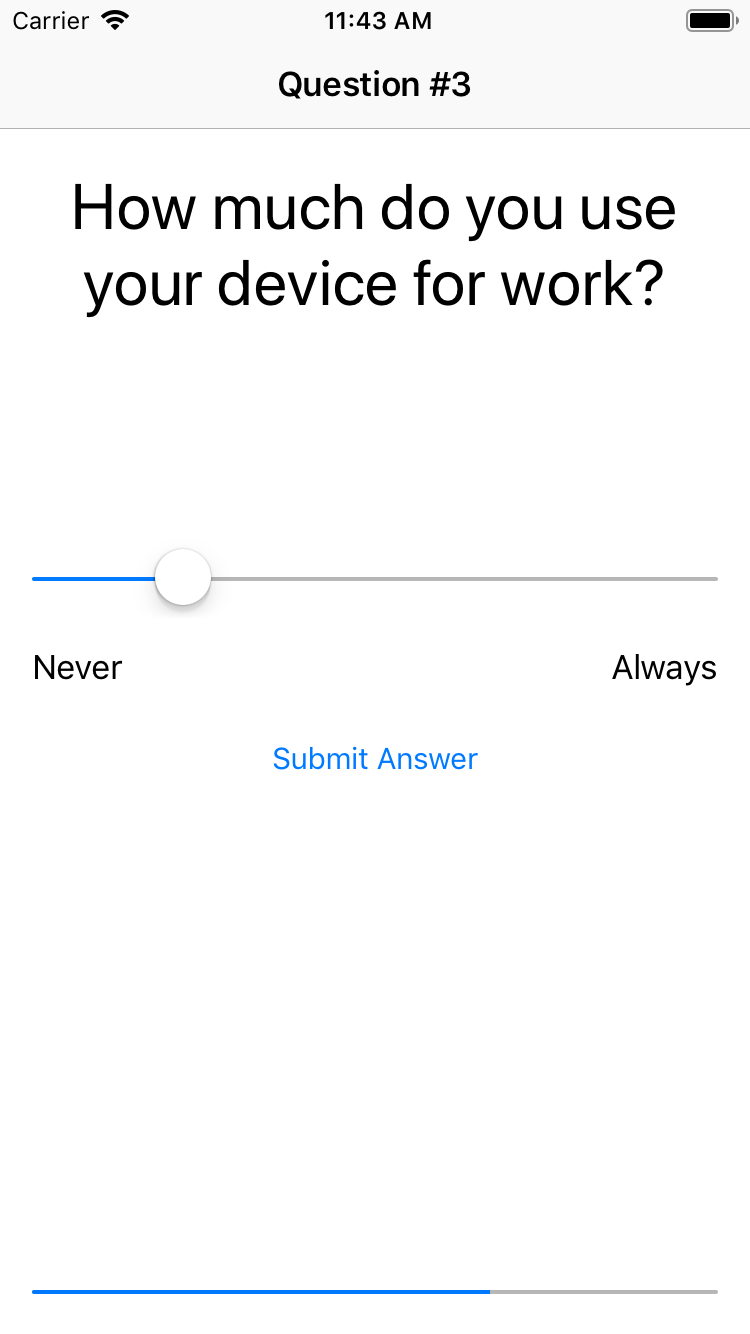 Carrier 11:43 AM
Question #3
How much do you use
your device for work?
Never Always
Submit Answer